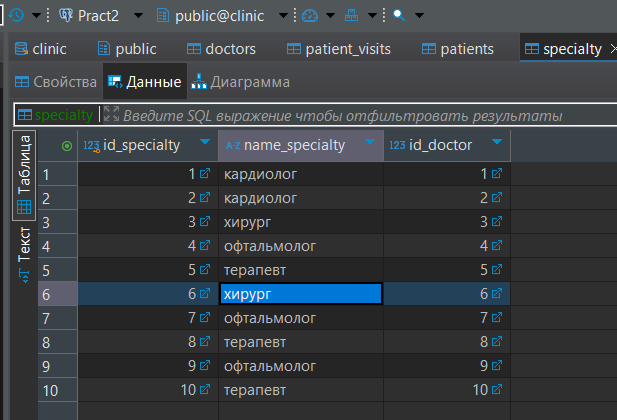 Pract2 public@clinic
clinic public doctors patient_visits patients specialty
Свойства Данные Диаграмма
specialty Введите SQL выражение чтобы отфильтровать результаты
Таблица
Текст
123 id_specialty A-Z name_specialty 123 id_doctor
1 1 кардиолог 1
2 2 кардиолог 2
3 3 хирург 3
4 4 офтальмолог 4
5 5 терапевт 5
6 6 хирург 6
7 7 офтальмолог 7
8 8 терапевт 8
9 9 офтальмолог 9
10 10 терапевт 10